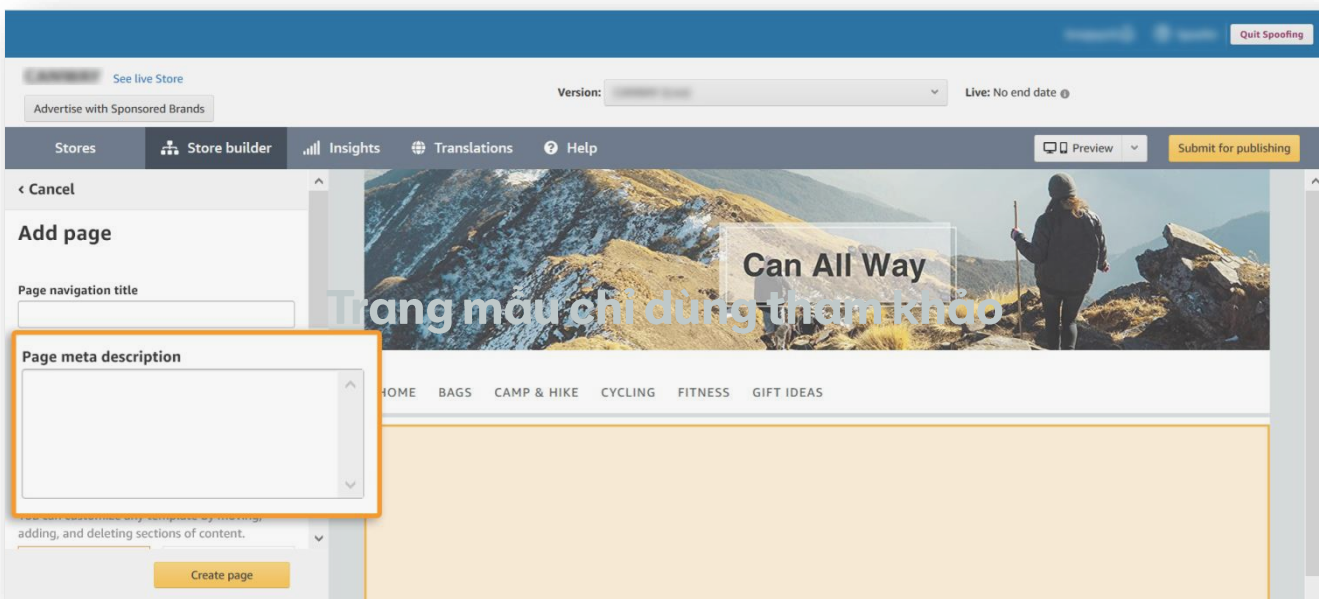 Quit Spoofing
See live Store
Advertise with Sponsored Brands
Version:
Live: No end date
Stores
Store builder
Insights
Translations
Help
Preview
Submit for publishing
‹ Cancel
Add page
Page navigation title
Page meta description
adding, and deleting sections of content.
Create page
Can All Way
Trang mẫu chỉ dùng tham khảo
HOME BAGS CAMP & HIKE CYCLING FITNESS GIFT IDEAS